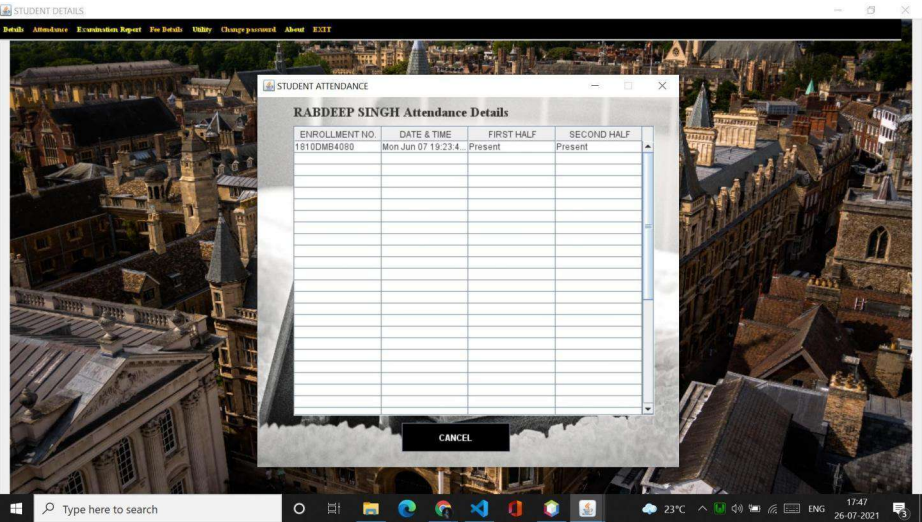 STUDENT DETAILS
Details Attendance Examination Report Fee Details Utility Change password About EXIT
STUDENT ATTENDANCE
RABDEEP SINGH Attendance Details
ENROLLMENT NO. DATE & TIME FIRST HALF SECOND HALF
1810DMB4080 Mon Jun 07 19:23:4... Present Present
CANCEL
Type here to search
23°C ENG
17:47
26-07-2021
3